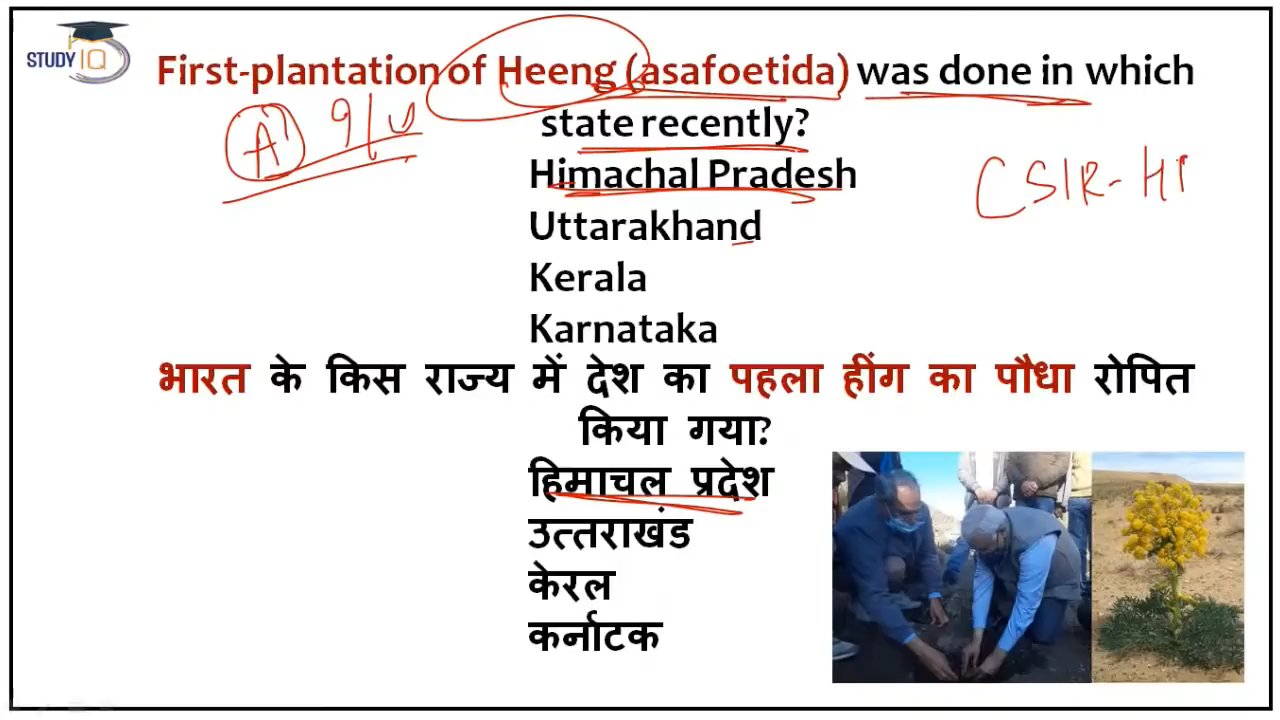 STUDY IQ
First-plantation of Heeng (asafoetida) was done in which
state recently?
A
CSIR-HI
Himachal Pradesh
Uttarakhand
Kerala
Karnataka
भारत के किस राज्य में देश का पहला हींग का पौधा रोपित
किया गया?
हिमाचल प्रदेश
उत्तराखंड
केरल
कर्नाटक